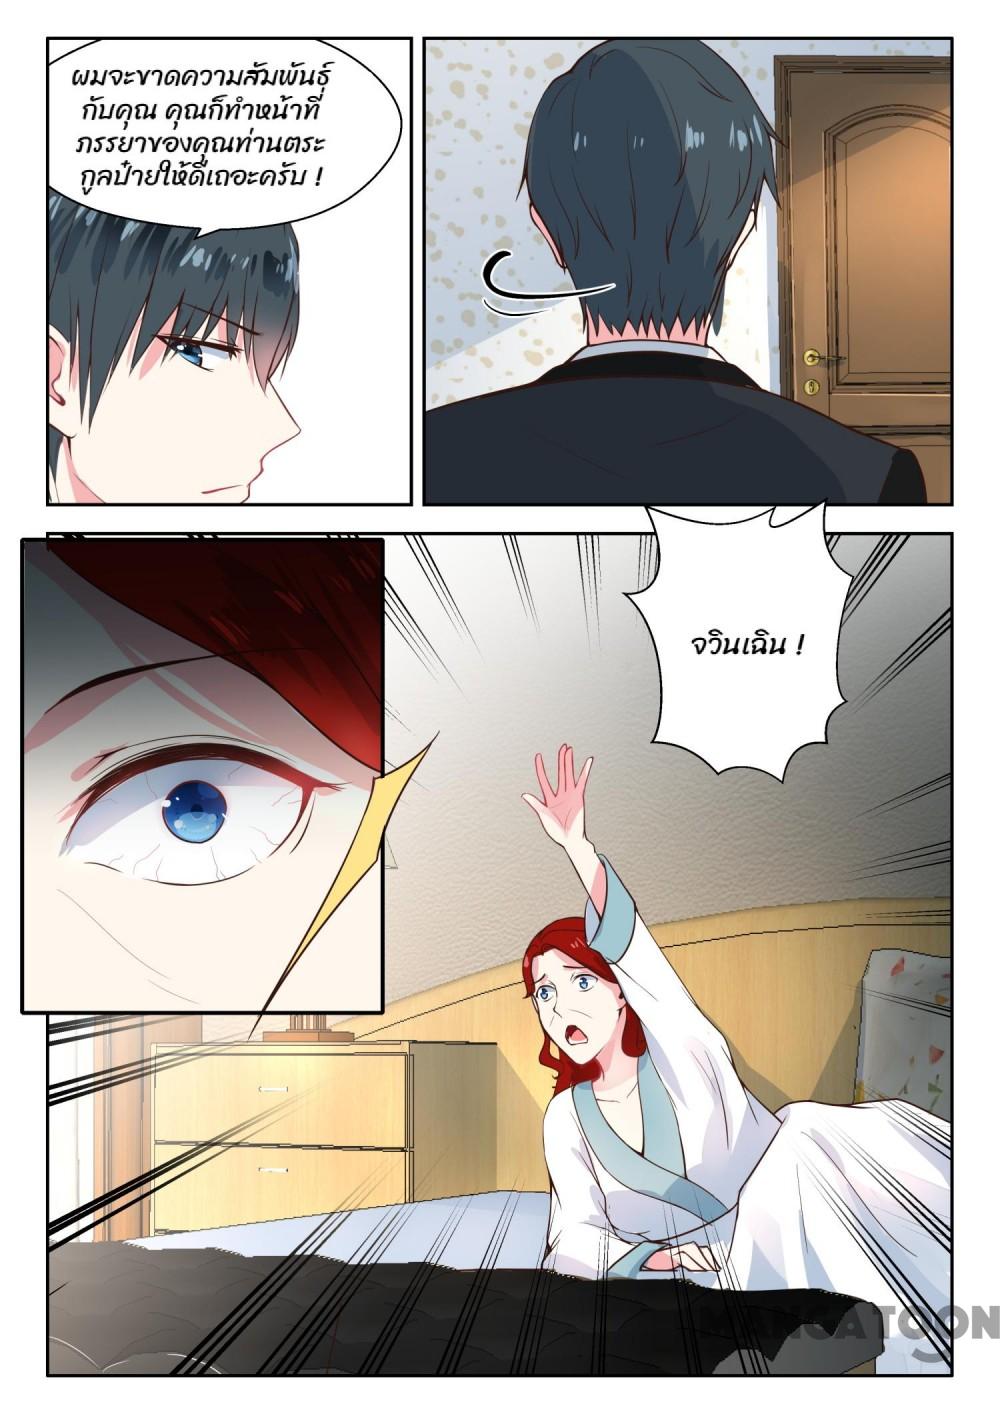 ผมจะขาดความสัมพันธ์
กับคุณ คุณก็ทำหน้าที่
ภรรยาของคุณท่านตระ
กูลป๋ายให้ดีเถอะครับ !
จวินเฉิน !
MANGATOON